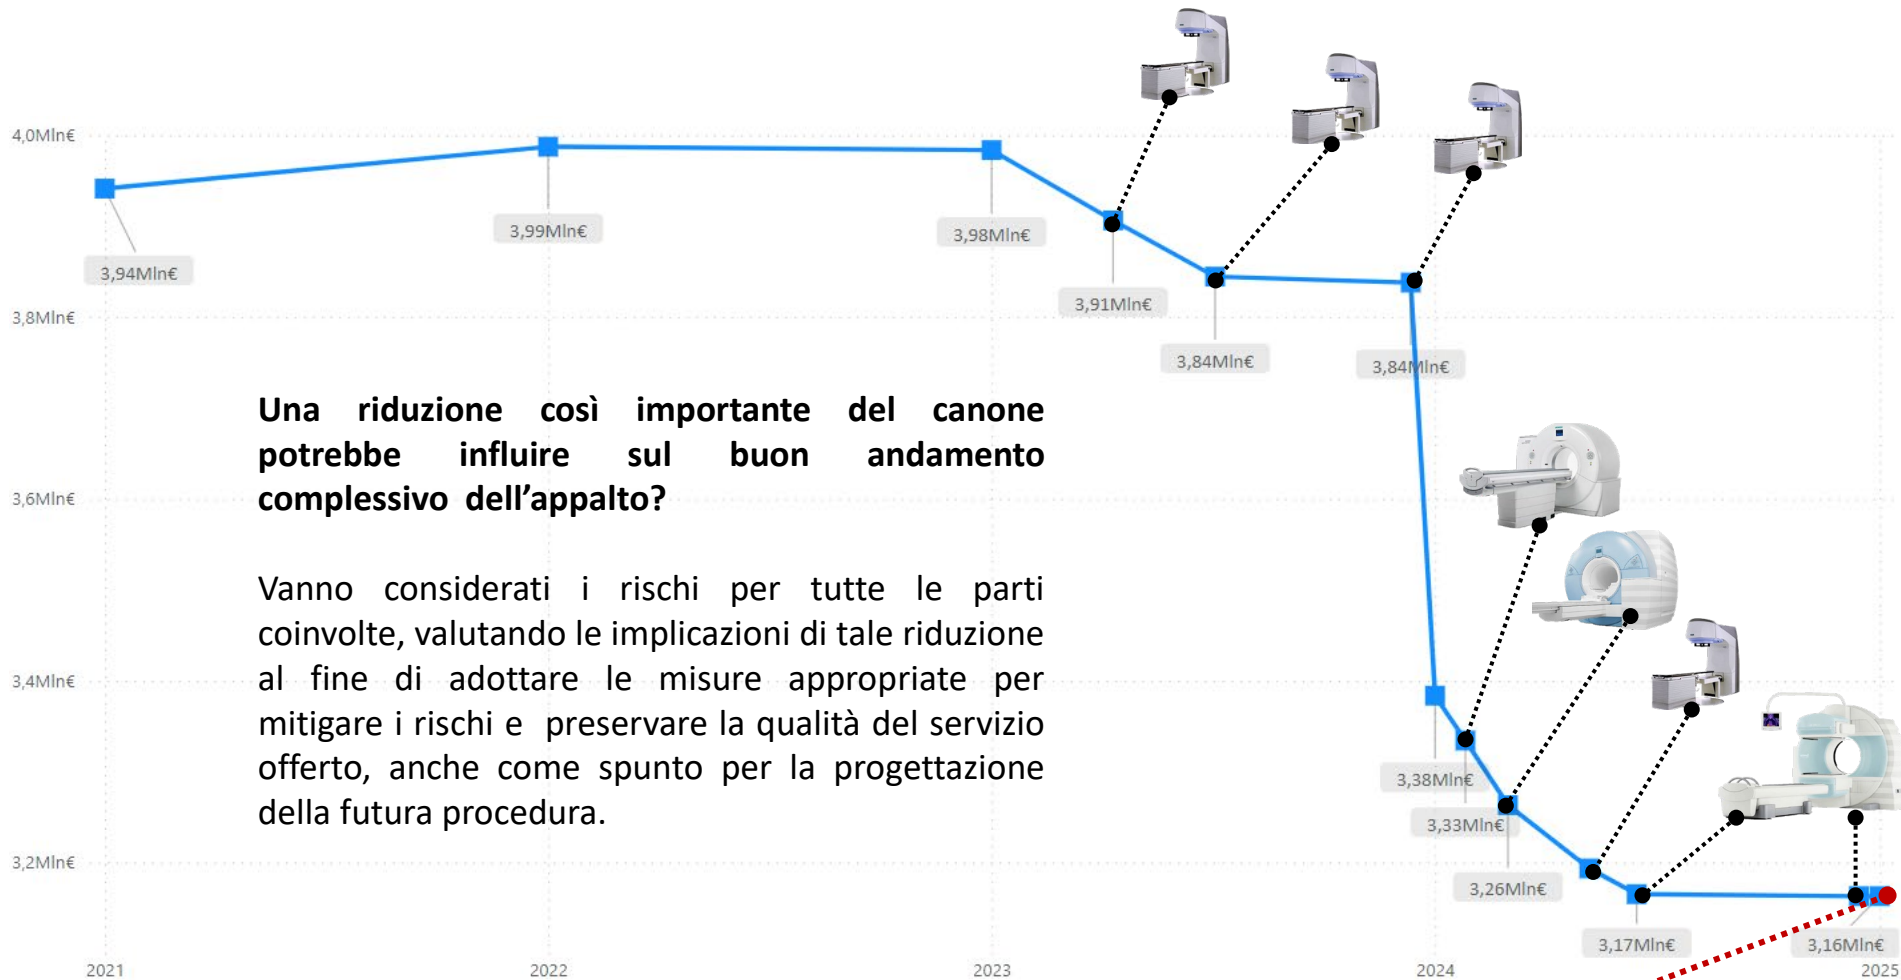 4,0Mln€
3,99Mln€
3,98Mln€
3,94Mln€
3,91Mln€
3,8Mln€
3,84Mln€
3,84Mln€
Una riduzione così importante del canone
potrebbe influire sul buon andamento
complessivo dell’appalto?
3,6Mln€
Vanno considerati i rischi per tutte le parti
coinvolte, valutando le implicazioni di tale riduzione
al fine di adottare le misure appropriate per
mitigare i rischi e preservare la qualità del servizio
offerto, anche come spunto per la progettazione
della futura procedura.
3,4Mln€
3,38Mln€
3,33Mln€
3,2Mln€
3,26Mln€
3,17Mln€
3,16Mln€
2021
2022
2023
2024
2025